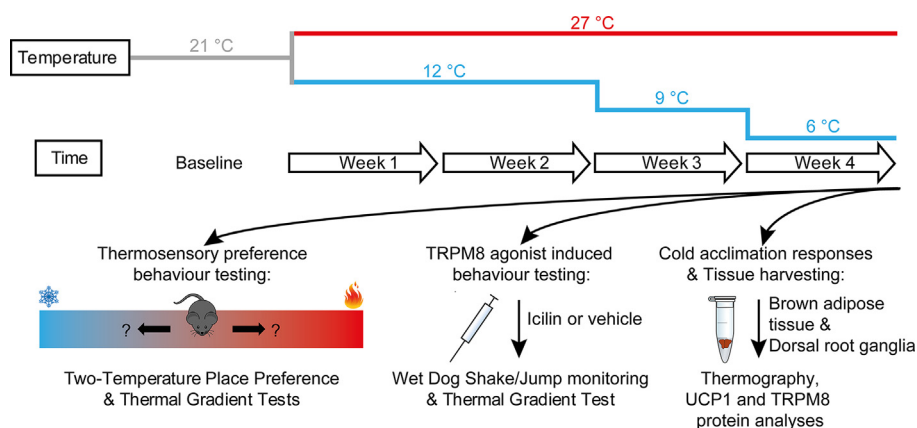 27 °C
21 °C
Temperature
12 °C
9 °C
6 °C
Time
Baseline
Week 1
Week 2
Week 3
Week 4
Thermosensory preference
behaviour testing:
?
?
Two-Temperature Place Preference
& Thermal Gradient Tests
TRPM8 agonist induced
behaviour testing:
Icilin or vehicle
Wet Dog Shake/Jump monitoring
& Thermal Gradient Test
Cold acclimation responses
& Tissue harvesting:
Brown adipose
tissue &
Dorsal root ganglia
Thermography,
UCP1 and TRPM8
protein analyses